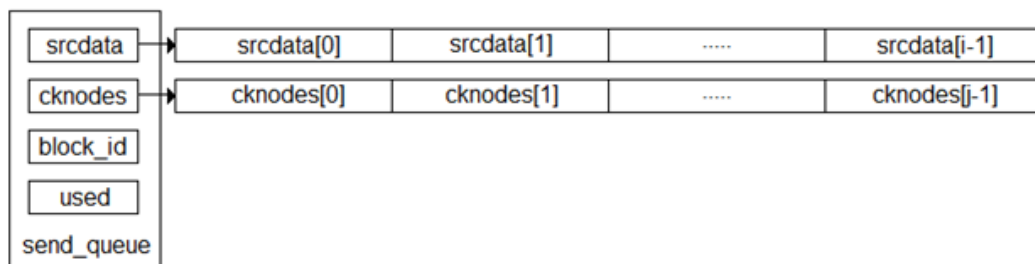 srcdata srcdata[0] srcdata[1] ..... srcdata[i-1]
cknodes cknodes[0] cknodes[1] ..... cknodes[j-1]
block_id
used
send_queue